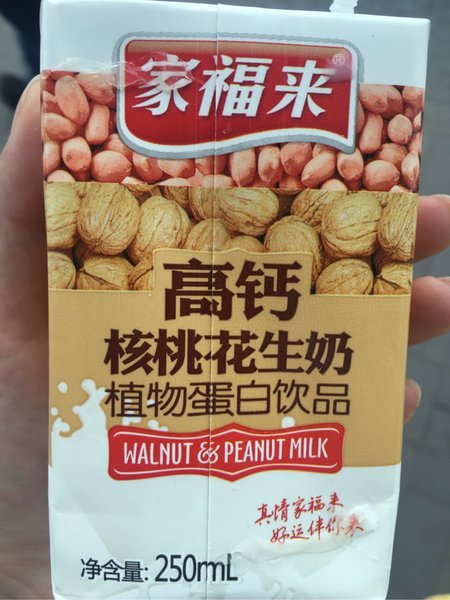 家福来®
高钙
核桃花生奶
植物蛋白饮品
WALNUT & PEANUT MILK
真情家福来
好运伴你来
净含量: 250mL